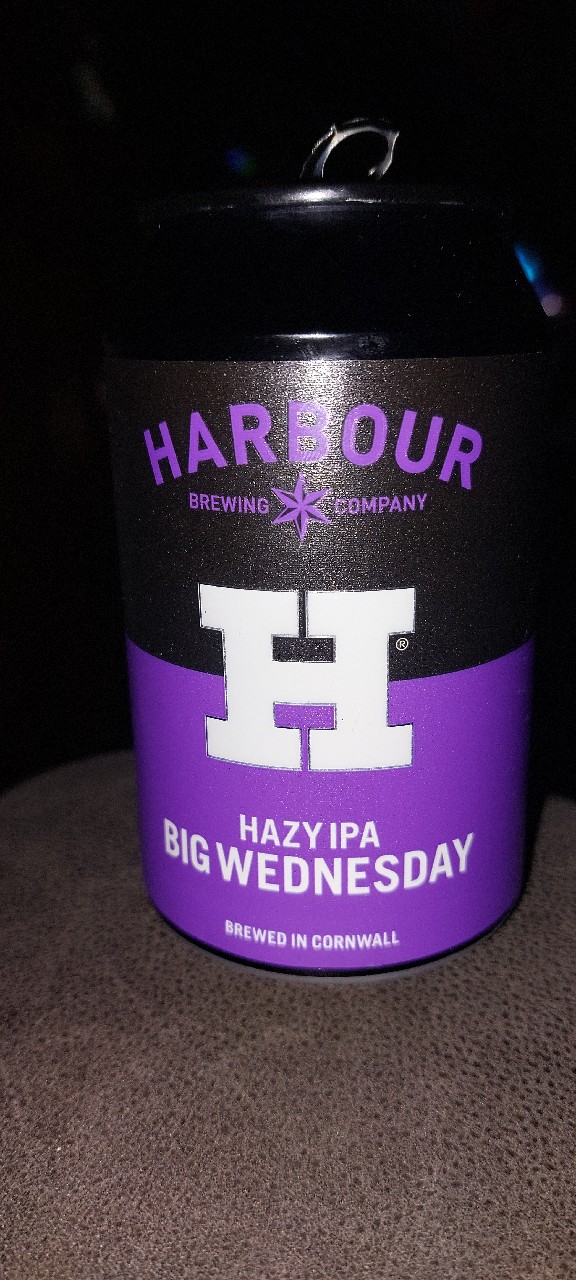 HARBOUR
BREWING COMPANY
H®
HAZY IPA
BIG WEDNESDAY
BREWED IN CORNWALL